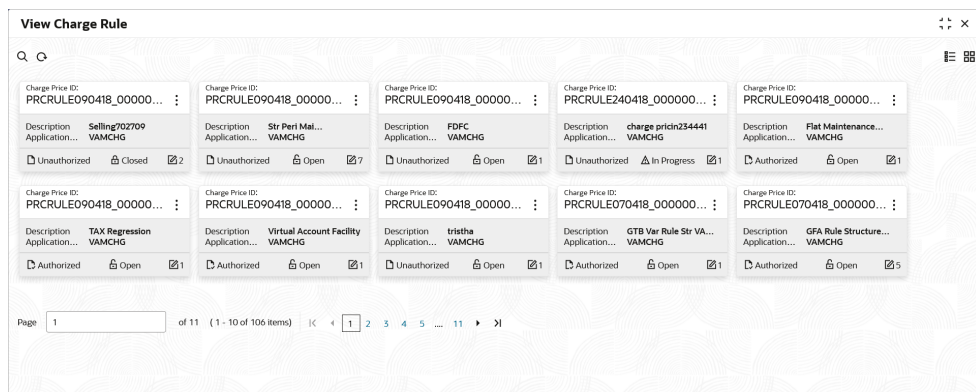 View Charge Rule
Charge Price ID:
PRCRULE090418_00000...
Description Selling702709
Application... VAMCHG
Unauthorized Closed 2
Charge Price ID:
PRCRULE090418_00000...
Description Str Peri Mai...
Application... VAMCHG
Unauthorized Open 7
Charge Price ID:
PRCRULE090418_00000...
Description FDFC
Application... VAMCHG
Unauthorized Open 1
Charge Price ID:
PRCRULE240418_000000...
Description charge pricin234441
Application... VAMCHG
Unauthorized In Progress 1
Charge Price ID:
PRCRULE090418_00000...
Description Flat Maintenance...
Application... VAMCHG
Authorized Open 1
Charge Price ID:
PRCRULE090418_00000...
Description TAX Regression
Application... VAMCHG
Authorized Open 1
Charge Price ID:
PRCRULE090418_00000...
Description Virtual Account Facility
Application... VAMCHG
Authorized Open 1
Charge Price ID:
PRCRULE090418_00000...
Description tristha
Application... VAMCHG
Unauthorized Open 1
Charge Price ID:
PRCRULE070418_000000...
Description GTB Var Rule Str VA...
Application... VAMCHG
Authorized Open 1
Charge Price ID:
PRCRULE070418_000000...
Description GFA Rule Structure...
Application... VAMCHG
Authorized Open 5
Page 1 of 11 ( 1 - 10 of 106 items) 1 2 3 4 5 .... 11